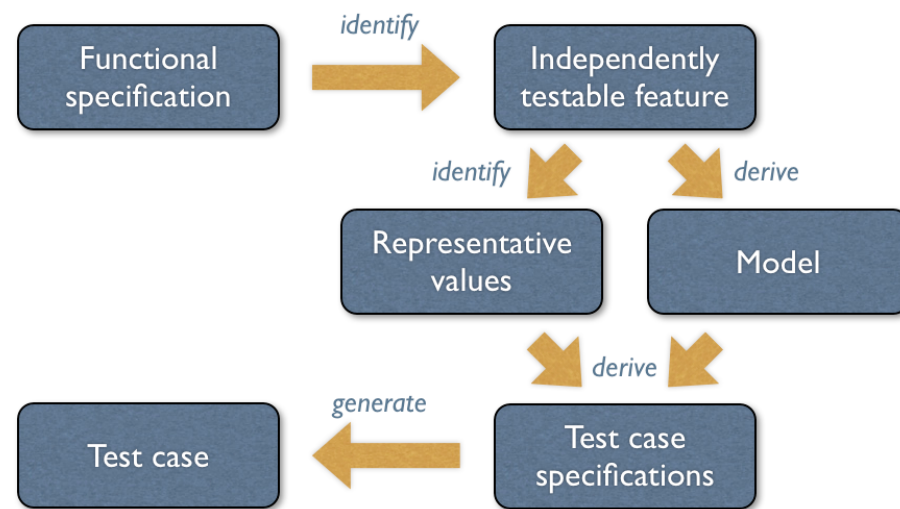 identify
Functional
specification
Independently
testable feature
identify
derive
Representative
values
Model
derive
generate
Test case
Test case
specifications